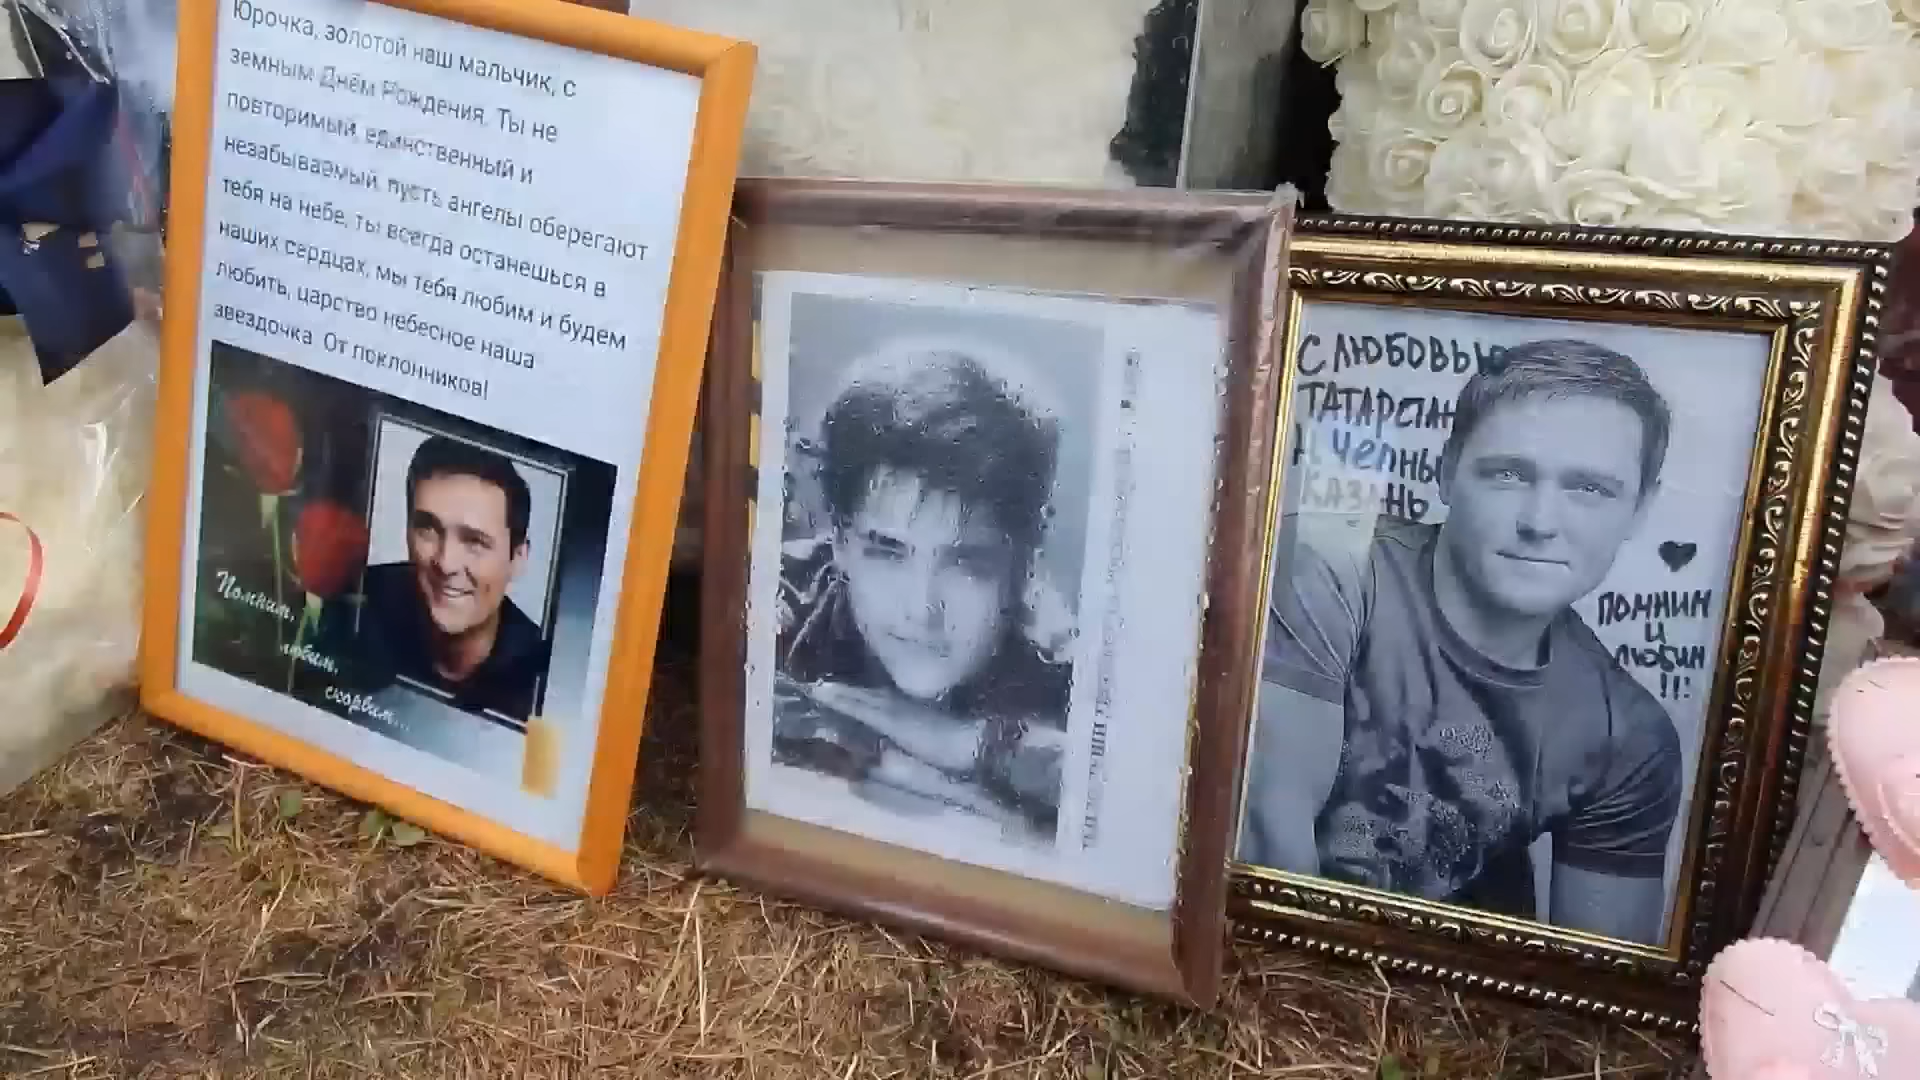 Юрочка, золотой наш мальчик, с
земным Днём Рождения. Ты не
повторимый, единственный и
незабываемый, пусть ангелы оберегают
тебя на небе, ты всегда останешься в
наших сердцах, мы тебя любим и будем
любить, царство небесное наша
звездочка. От поклонников!
Помним,
любим,
скорбим...
С ЛЮБОВЬЮ
ТАТАРСТАН
Н Челны
КАЗАНЬ
ПОМНИМ
И
ЛЮБИМ
!!!